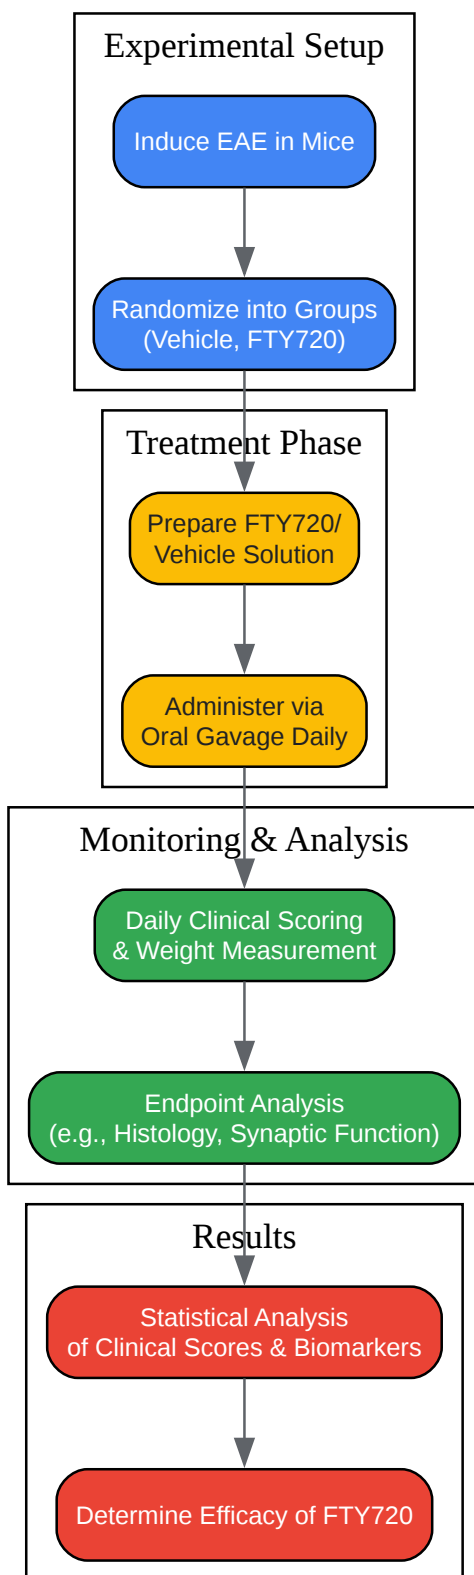 Experimental Setup
Induce EAE in Mice
Randomize into Groups
(Vehicle, FTY720)
Treatment Phase
Prepare FTY720/
Vehicle Solution
Administer via
Oral Gavage Daily
Monitoring & Analysis
Daily Clinical Scoring
& Weight Measurement
Endpoint Analysis
(e.g., Histology, Synaptic Function)
Results
Statistical Analysis
of Clinical Scores & Biomarkers
Determine Efficacy of FTY720